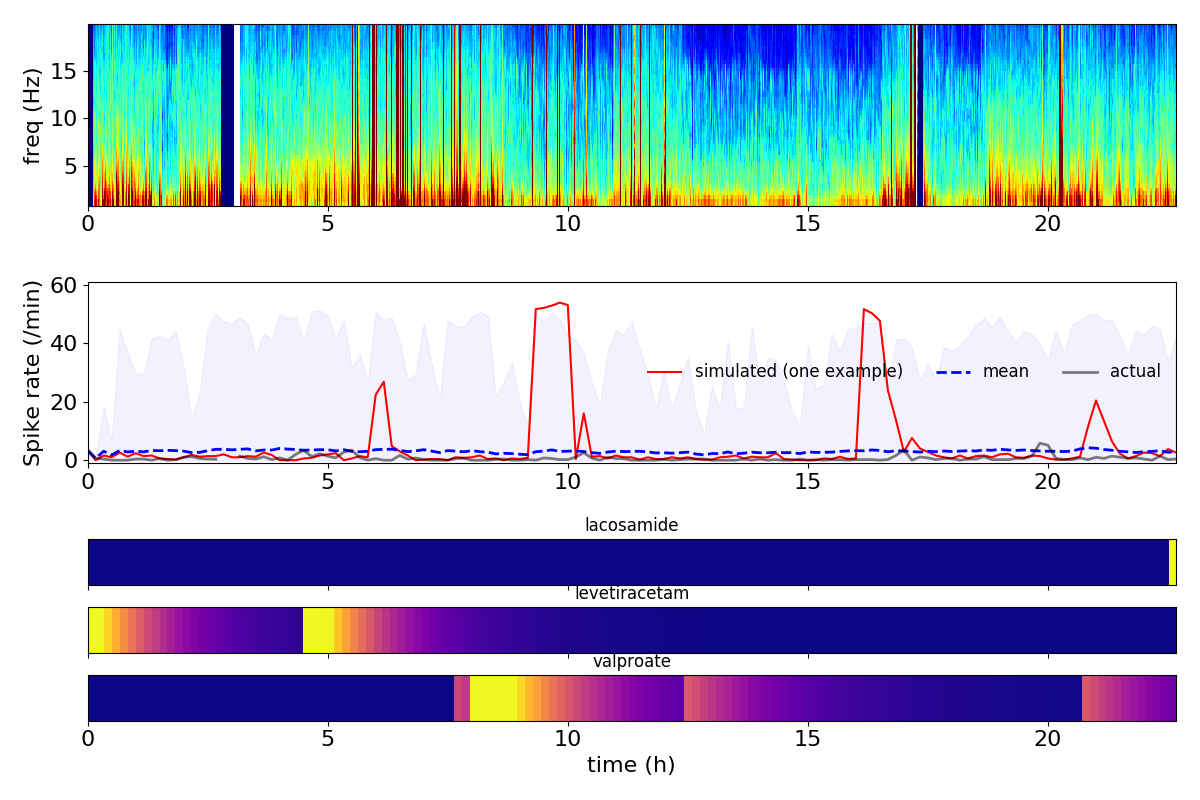 freq (Hz)
15
10
5
0 5 10 15 20
Spike rate (/min)
60
40
20
0
simulated (one example) mean actual
0 5 10 15 20
lacosamide
levetiracetam
valproate
0 5 10 15 20
time (h)